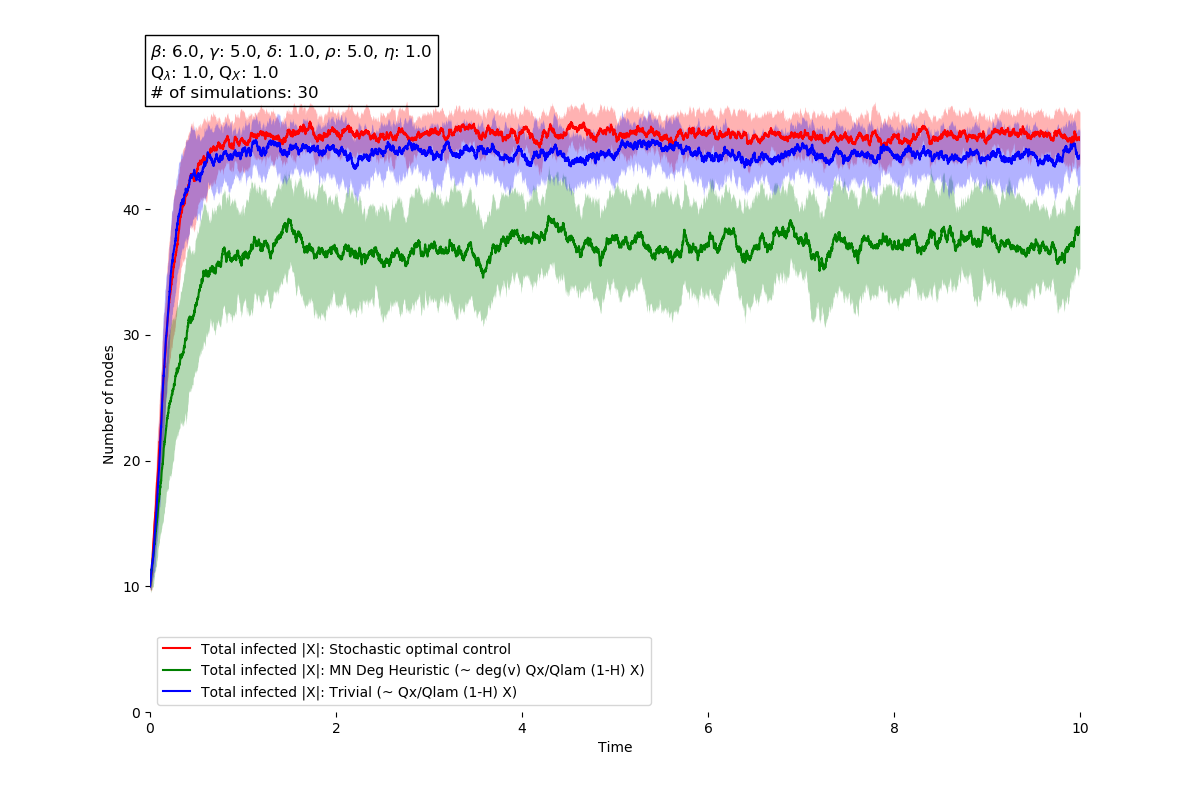 β: 6.0, γ: 5.0, δ: 1.0, ρ: 5.0, η: 1.0
Qλ: 1.0, QX: 1.0
# of simulations: 30
40
30
20
10
0
Number of nodes
Total infected |X|: Stochastic optimal control
Total infected |X|: MN Deg Heuristic (~ deg(v) Qx/Qlam (1-H) X)
Total infected |X|: Trivial (~ Qx/Qlam (1-H) X)
0 2 4 6 8 10
Time